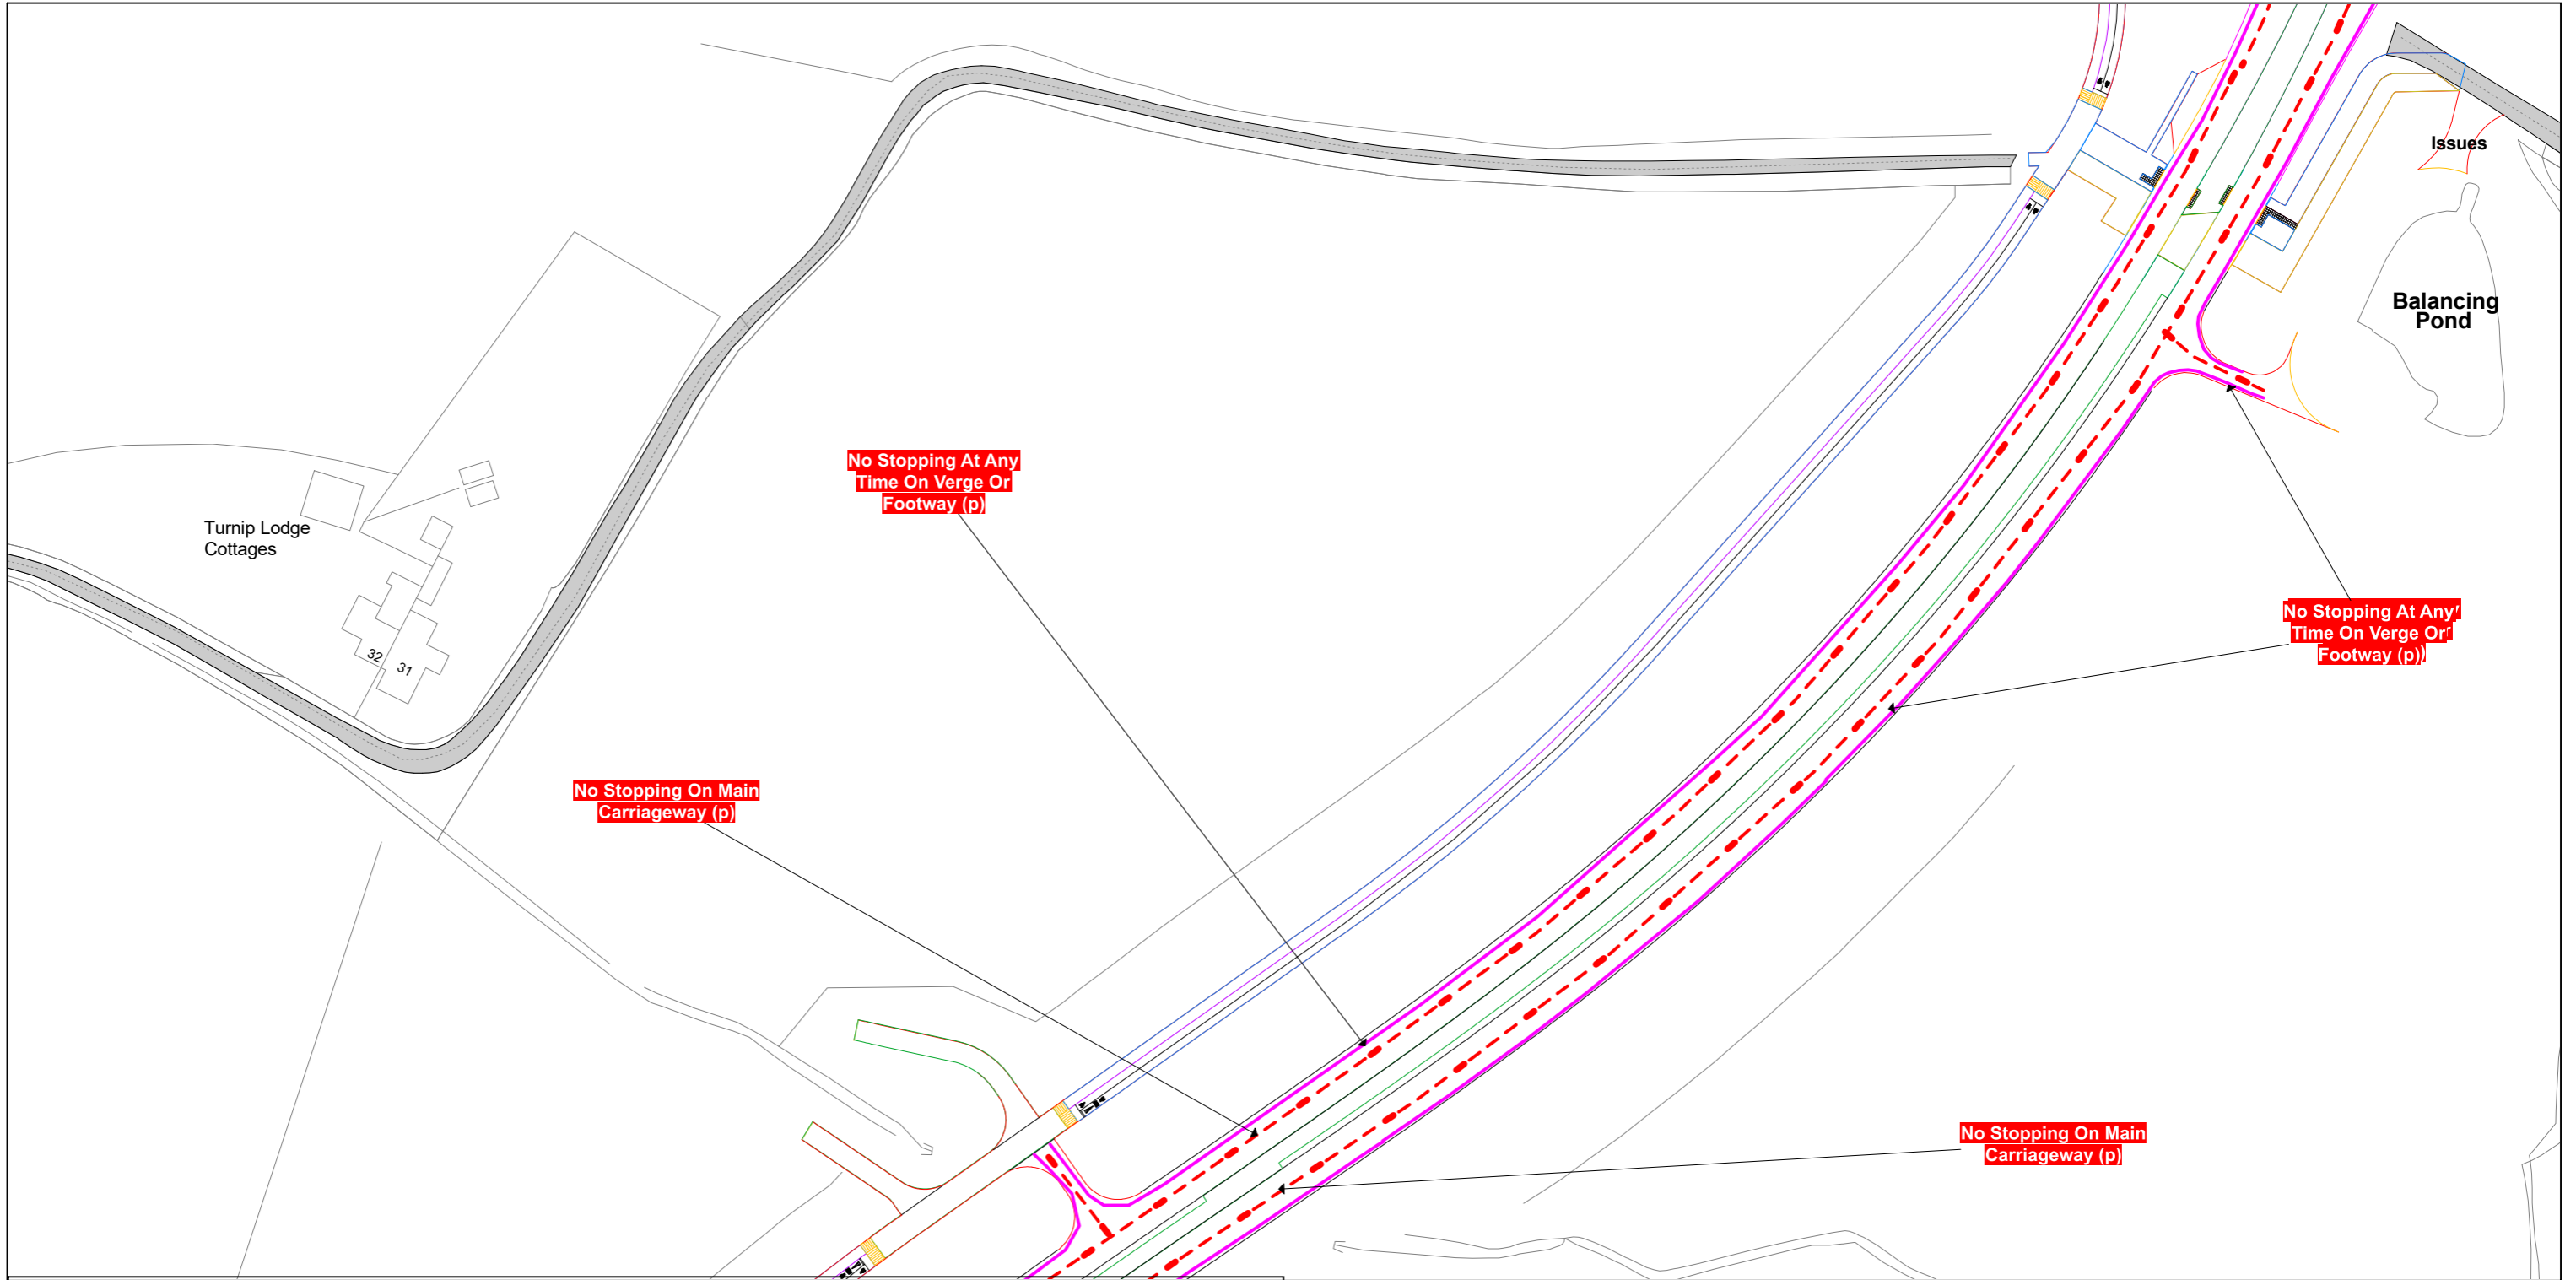 Issues
Balancing
Pond
No Stopping At Any
Time On Verge Or
Footway (p)
Turnip Lodge
Cottages
32
31
No Stopping At Any
Time On Verge Or
Footway (p)
No Stopping On Main
Carriageway (p)
No Stopping On Main
Carriageway (p)